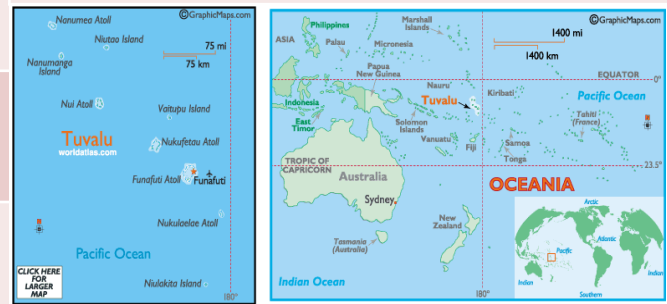 ©GraphicMaps.com
Nanumea Atoll
Niutao Island
75 mi
75 km
Nanumanga
Island
Nui Atoll
Vaitupu Island
Tuvalu
worldatlas.com
Nukufetau Atoll
Funafuti Atoll
Funafuti
Nukulaelae Atoll
Pacific Ocean
CLICK HERE
FOR
LARGER
MAP
Niulakita Island
180°
©GraphicMaps.com
Philippines
Marshall
Islands
1400 mi
1400 km
ASIA
Palau
Micronesia
Papua
New Guinea
EQUATOR
0°
Nauru
Kiribati
Pacific Ocean
Tuvalu
Indonesia
East
Timor
Solomon
Islands
Tahiti
(France)
Vanuatu
Fiji
Samoa
Tonga
TROPIC OF
CAPRICORN
23.5°
Australia
OCEANIA
Sydney
New
Zealand
Tasmania
(Australia)
Indian Ocean
180°
Arctic
Pacific
Atlantic
Indian
Indian
Southern